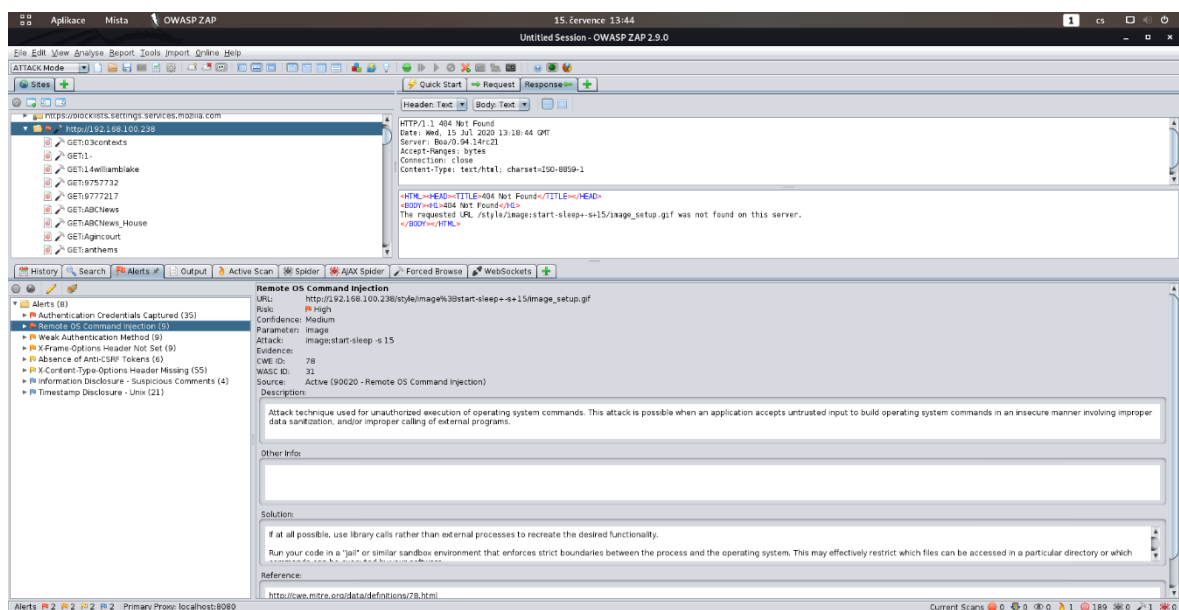 Aplikace Místa OWASP ZAP 15. července 13:44 1 cs
Untitled Session - OWASP ZAP 2.9.0
File Edit View Analyse Report Tools Import Online Help
ATTACK Mode
Sites
Quick Start Request Response
Header: Text Body: Text
https://blocklists.settings.services.mozilla.com
http://192.168.100.238
GET:03contexts
GET:1-
GET:14williamblake
GET:9757732
GET:9777217
GET:ABCNews
GET:ABCNews_House
GET:Agincourt
GET:anthems
HTTP/1.1 404 Not Found
Date: Wed, 15 Jul 2020 13:18:44 GMT
Server: Boa/0.94.14rc21
Accept-Ranges: bytes
Connection: close
Content-Type: text/html; charset=ISO-8859-1
<HTML><HEAD><TITLE>404 Not Found</TITLE></HEAD>
<BODY><H1>404 Not Found</H1>
The requested URL /style/image;start-sleep+-s+15/image_setup.gif was not found on this server.
</BODY></HTML>
History Search Alerts Output Active Scan Spider AJAX Spider Forced Browse WebSockets
Alerts (8)
Authentication Credentials Captured (35)
Remote OS Command Injection (9)
Weak Authentication Method (9)
X-Frame-Options Header Not Set (9)
Absence of Anti-CSRF Tokens (6)
X-Content-Type-Options Header Missing (55)
Information Disclosure - Suspicious Comments (4)
Timestamp Disclosure - Unix (21)
Remote OS Command Injection
URL: http://192.168.100.238/style/image%3Bstart-sleep+-s+15/image_setup.gif
Risk: High
Confidence: Medium
Parameter: image
Attack: image;start-sleep -s 15
Evidence:
CWE ID: 78
WASC ID: 31
Source: Active (90020 - Remote OS Command Injection)
Description:
Attack technique used for unauthorized execution of operating system commands. This attack is possible when an application accepts untrusted input to build operating system commands in an insecure manner involving improper
data sanitization, and/or improper calling of external programs.
Other Info:
Solution:
If at all possible, use library calls rather than external processes to recreate the desired functionality.
Run your code in a "jail" or similar sandbox environment that enforces strict boundaries between the process and the operating system. This may effectively restrict which files can be accessed in a particular directory or which
commands can be executed by your software.
Reference:
http://cwe.mitre.org/data/definitions/78.html
Alerts 2 2 2 2 Primary Proxy: localhost:8080 Current Scans 0 0 0 1 189 0 1 0